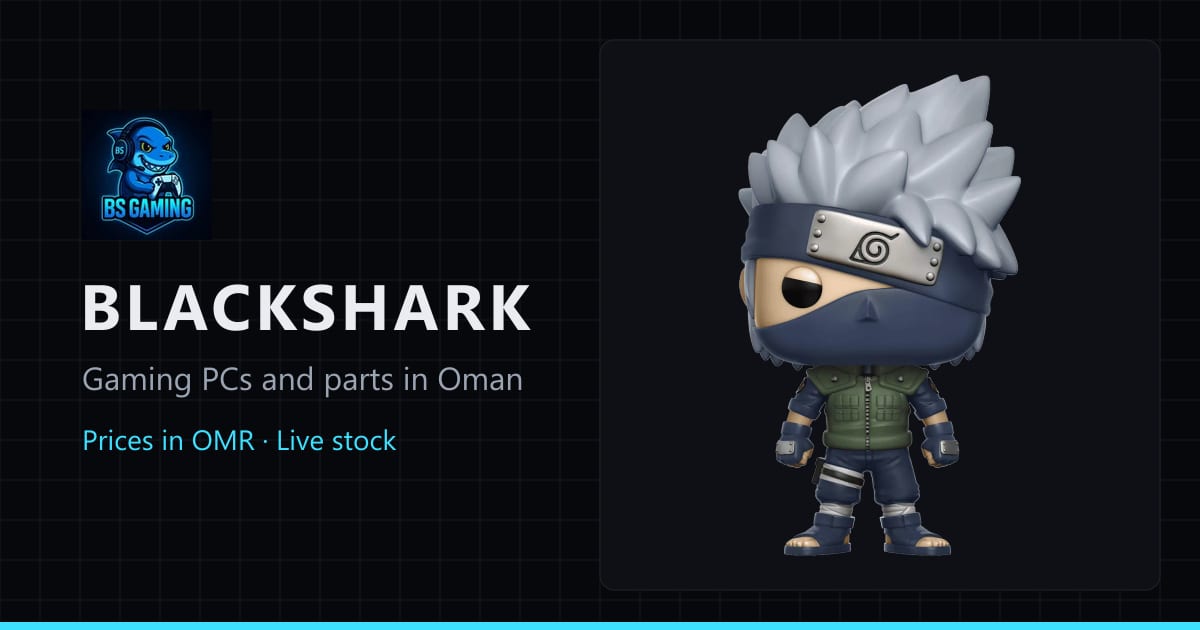 BS
BS GAMING
BLACKSHARK
Gaming PCs and parts in Oman
Prices in OMR · Live stock